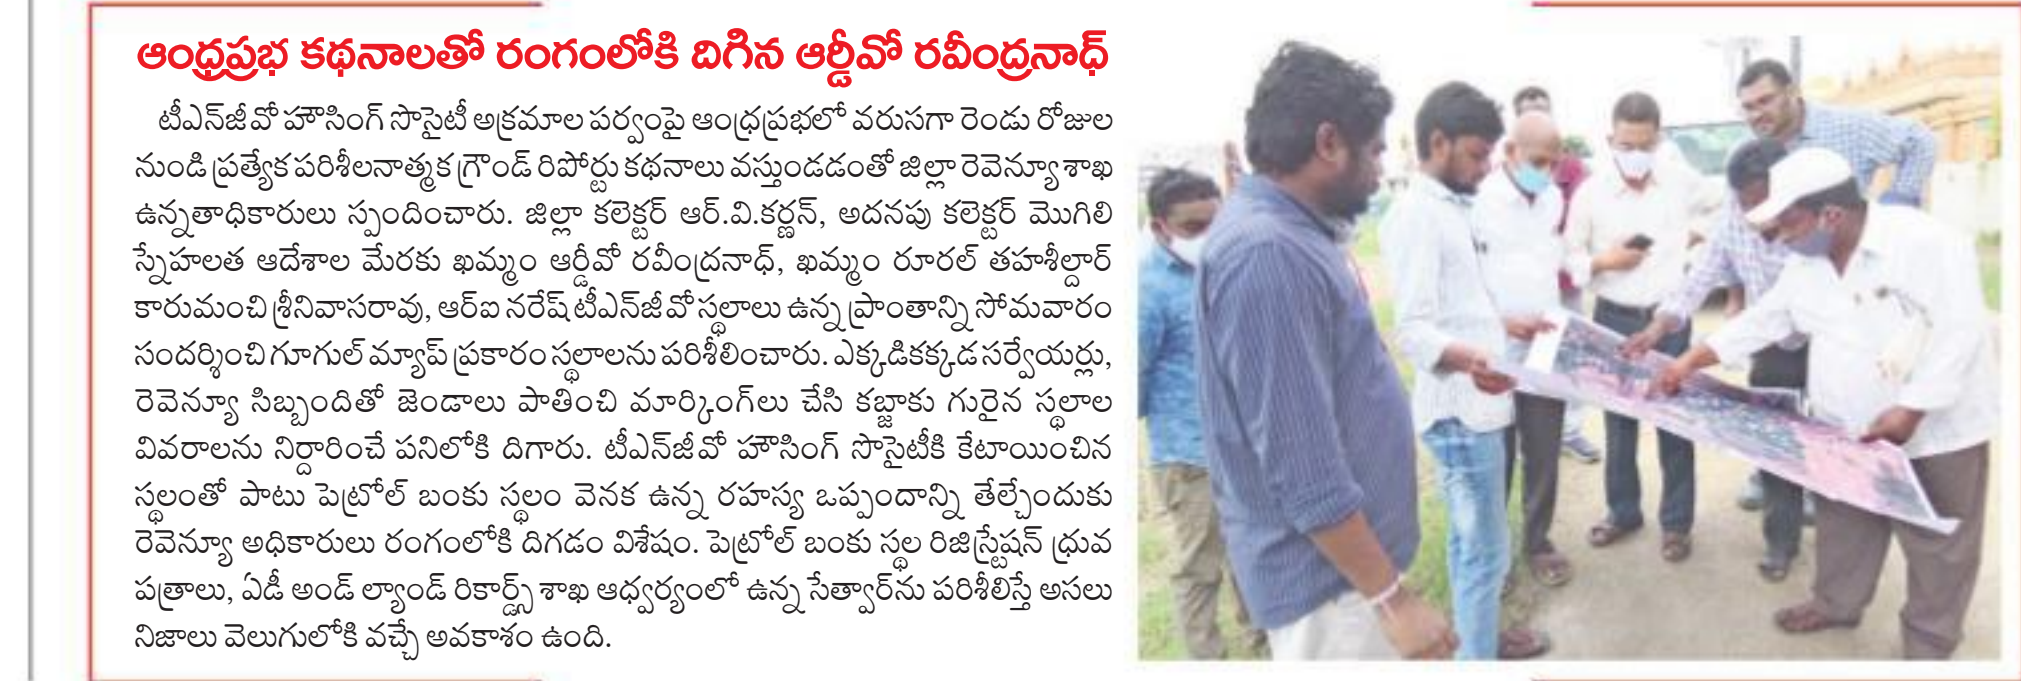 ఆంధ్రప్రభ కథనాలతో రంగంలోకి దిగిన ఆర్డీవో రవీంద్రనాథ్
టీఎన్‌జీవో హౌసింగ్ సొసైటీ అక్రమాల పర్వంపై ఆంధ్రప్రభలో వరుసగా రెండు రోజుల
నుండి ప్రత్యేక పరిశీలనాత్మక గ్రౌండ్ రిపోర్టు కథనాలు వస్తుండడంతో జిల్లా రెవెన్యూ శాఖ
ఉన్నతాధికారులు స్పందించారు. జిల్లా కలెక్టర్ ఆర్.వి.కర్ణన్, అదనపు కలెక్టర్ మొగిలి
స్నేహలత ఆదేశాల మేరకు ఖమ్మం ఆర్డీవో రవీంద్రనాథ్, ఖమ్మం రూరల్ తహశీల్దార్
కారుమంచి శ్రీనివాసరావు, ఆర్ఐ నరేష్ టీఎన్‌జీవో స్థలాలు ఉన్న ప్రాంతాన్ని సోమవారం
సందర్శించి గూగుల్ మ్యాప్ ప్రకారం స్థలాలను పరిశీలించారు. ఎక్కడికక్కడ సర్వేయర్లు,
రెవెన్యూ సిబ్బందితో జెండాలు పాతించి మార్కింగ్‌లు చేసి కబ్జాకు గురైన స్థలాల
వివరాలను నిర్దారించే పనిలోకి దిగారు. టీఎన్‌జీవో హౌసింగ్ సొసైటీకి కేటాయించిన
స్థలంతో పాటు పెట్రోల్ బంకు స్థలం వెనక ఉన్న రహస్య ఒప్పందాన్ని తేల్చేందుకు
రెవెన్యూ అధికారులు రంగంలోకి దిగడం విశేషం. పెట్రోల్ బంకు స్థల రిజిస్ట్రేషన్ ధ్రువ
పత్రాలు, ఏడీ అండ్ ల్యాండ్ రికార్డ్స్ శాఖ ఆధ్వర్యంలో ఉన్న సేత్వార్‌ను పరిశీలిస్తే అసలు
నిజాలు వెలుగులోకి వచ్చే అవకాశం ఉంది.